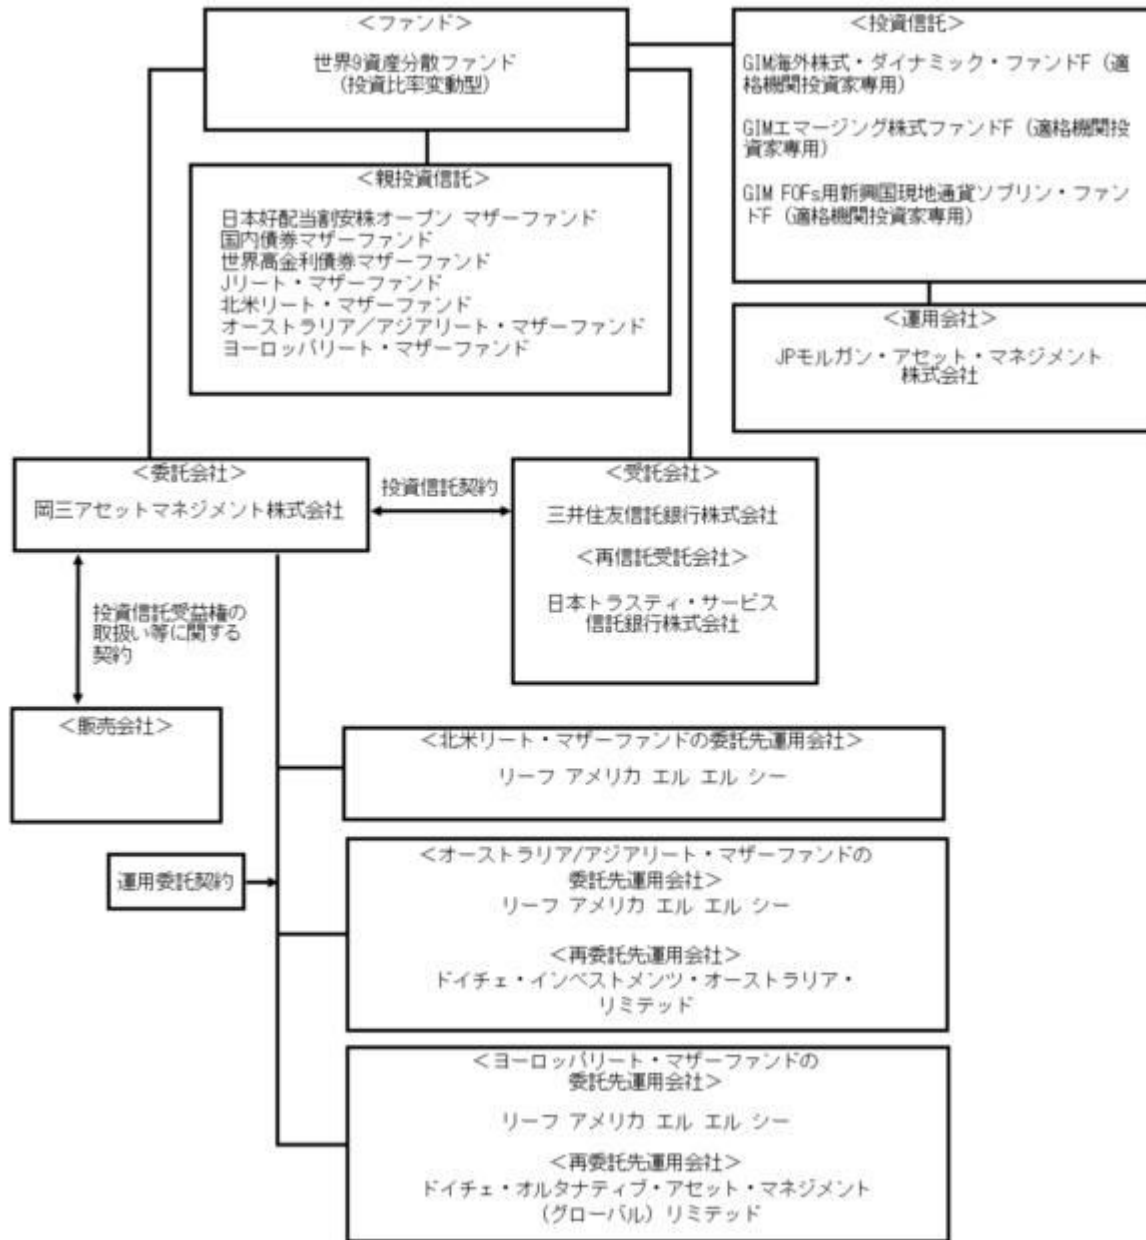 ＜ファンド＞
世界9資産分散ファンド
（投資比率変動型）
＜投資信託＞
GIM海外株式・ダイナミック・ファンドF（適
格機関投資家専用）
GIMエマージング株式ファンドF（適格機関投
資家専用）
GIM FOFs用新興国現地通貨ソブリン・ファン
ドF（適格機関投資家専用）
＜親投資信託＞
日本好配当割安株オープン マザーファンド
国内債券マザーファンド
世界高金利債券マザーファンド
Jリート・マザーファンド
北米リート・マザーファンド
オーストラリア／アジアリート・マザーファンド
ヨーロッパリート・マザーファンド
＜運用会社＞
JPモルガン・アセット・マネジメント
株式会社
＜委託会社＞
岡三アセットマネジメント株式会社
投資信託契約
＜受託会社＞
三井住友信託銀行株式会社
＜再信託受託会社＞
日本トラスティ・サービス
信託銀行株式会社
投資信託受益権の
取扱い等に関する
契約
＜販売会社＞
＜北米リート・マザーファンドの委託先運用会社＞
リーフ アメリカ エル エル シー
運用委託契約
＜オーストラリア/アジアリート・マザーファンドの
委託先運用会社＞
リーフ アメリカ エル エル シー
＜再委託先運用会社＞
ドイチェ・インベストメンツ・オーストラリア・
リミテッド
＜ヨーロッパリート・マザーファンドの
委託先運用会社＞
リーフ アメリカ エル エル シー
＜再委託先運用会社＞
ドイチェ・オルタナティブ・アセット・マネジメント
（グローバル）リミテッド